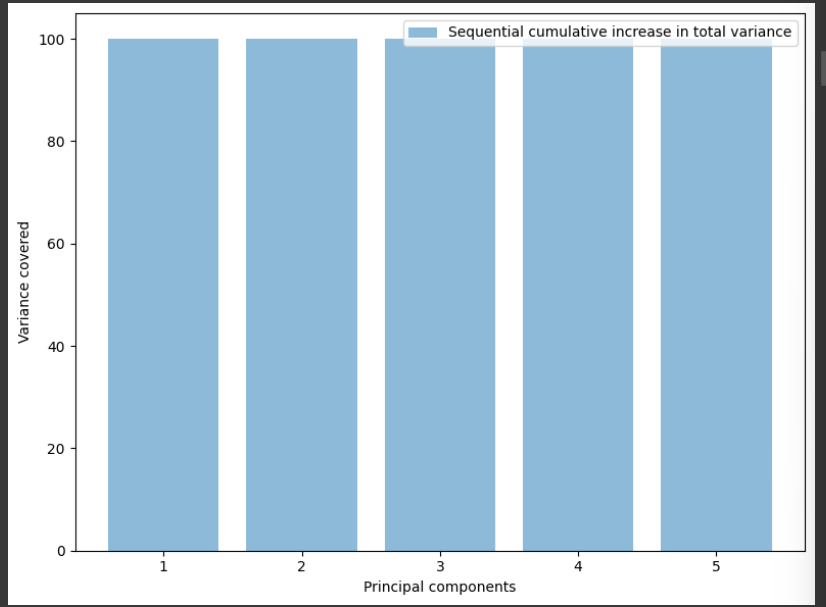 Sequential cumulative increase in total variance
100
80
60
40
20
0
Variance covered
1 2 3 4 5
Principal components